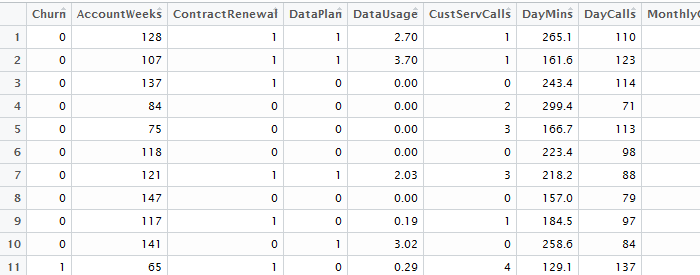 Churn AccountWeeks ContractRenewal DataPlan DataUsage CustServCalls DayMins DayCalls
1 0 128 1 1 2.70 1 265.1 110
2 0 107 1 1 3.70 1 161.6 123
3 0 137 1 0 0.00 0 243.4 114
4 0 84 0 0 0.00 2 299.4 71
5 0 75 0 0 0.00 3 166.7 113
6 0 118 0 0 0.00 0 223.4 98
7 0 121 1 1 2.03 3 218.2 88
8 0 147 0 0 0.00 0 157.0 79
9 0 117 1 0 0.19 1 184.5 97
10 0 141 0 1 3.02 0 258.6 84
11 1 65 1 0 0.29 4 129.1 137